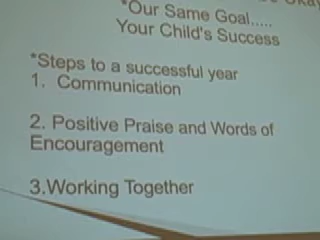 *Our Same Goal.....
Your Child's Success
*Steps to a successful year
1. Communication
2. Positive Praise and Words of
Encouragement
3.Working Together